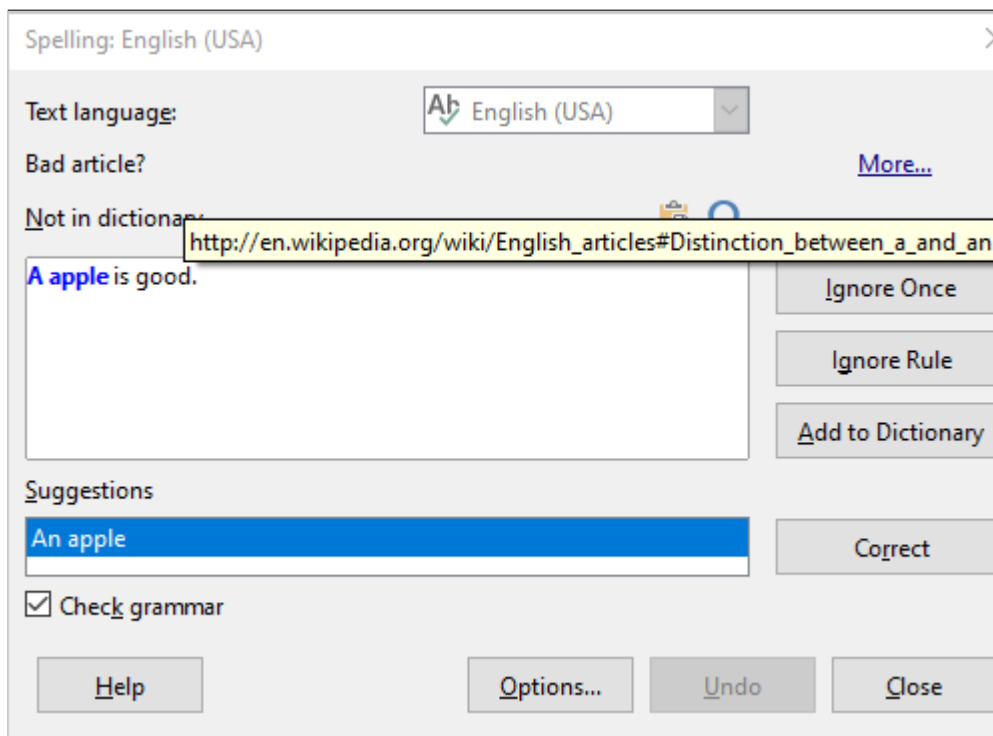 Spelling: English (USA)
Text language:
English (USA)
Bad article?
More...
Not in dictionary
http://en.wikipedia.org/wiki/English_articles#Distinction_between_a_and_an
A apple is good.
Ignore Once
Ignore Rule
Add to Dictionary
Suggestions
An apple
Correct
Check grammar
Help
Options...
Undo
Close